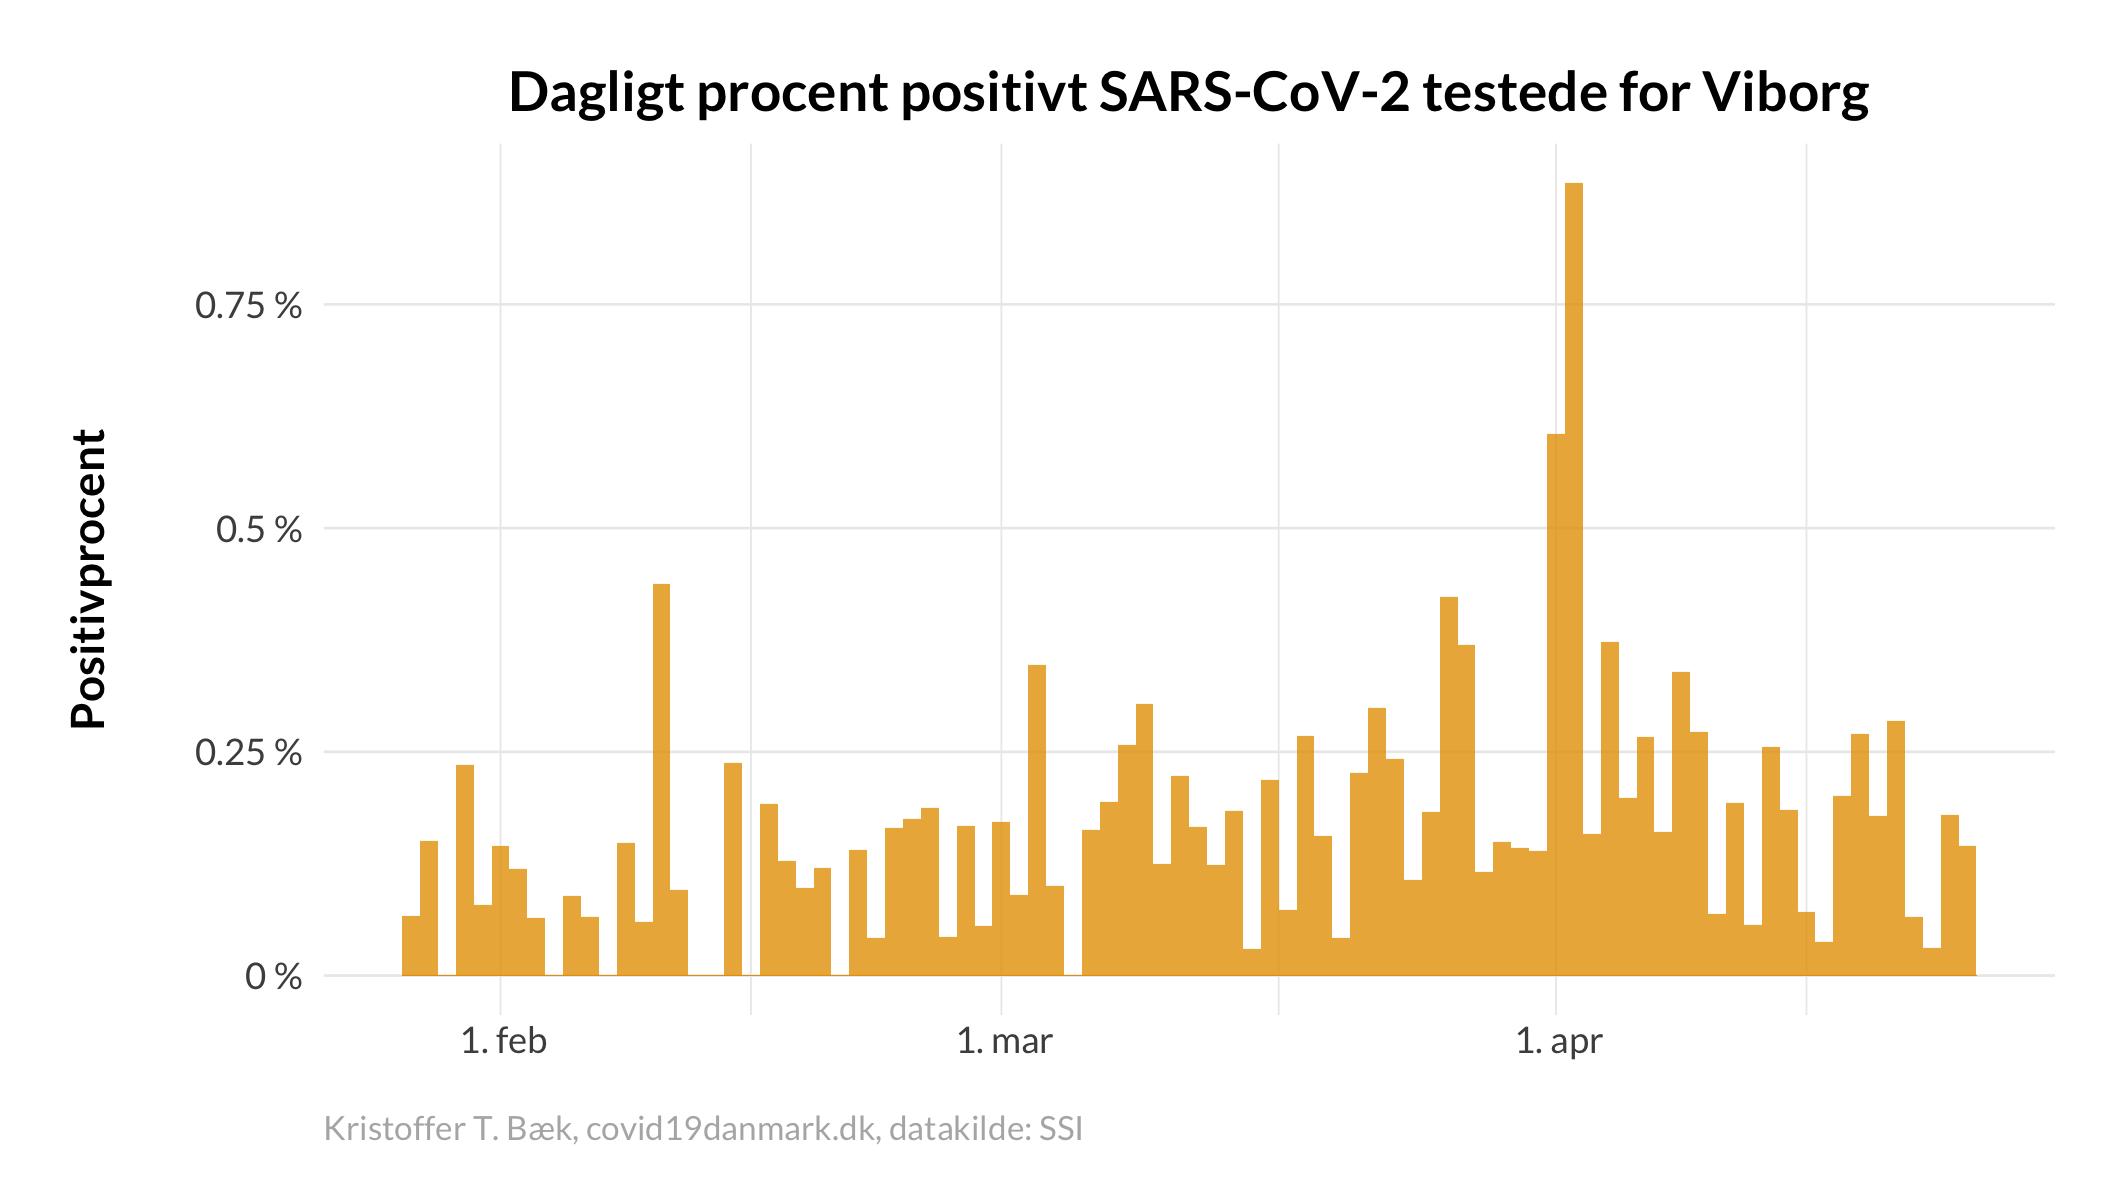 Dagligt procent positivt SARS-CoV-2 testede for Viborg
Positivprocent
0.75 %
0.5 %
0.25 %
0 %
1. feb
1. mar
1. apr
Kristoffer T. Bæk, covid19danmark.dk, datakilde: SSI